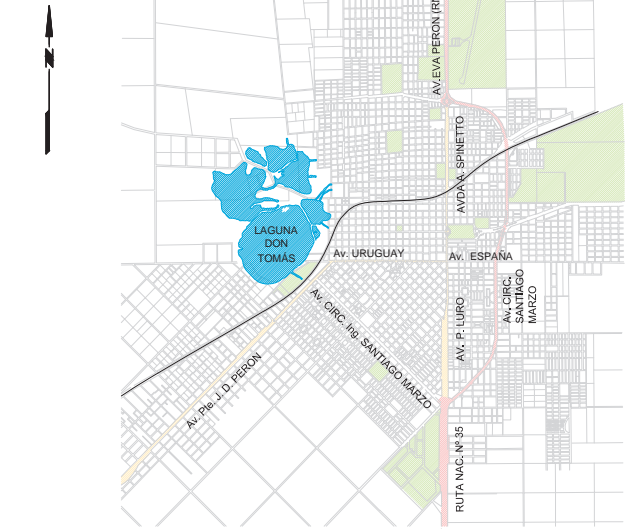 N
AV.EVA PERON (R
AVDA A. SPINETTO
LAGUNA
DON
TOMÁS
Av. URUGUAY
Av. ESPAÑA
Av. CIRC.
SANTIAGO
MARZO
AV. P. LURO
Av. CIRC. Ing. SANTIAGO MARZO
Av. Pte. J. D. PERON
RUTA NAC. Nº 35